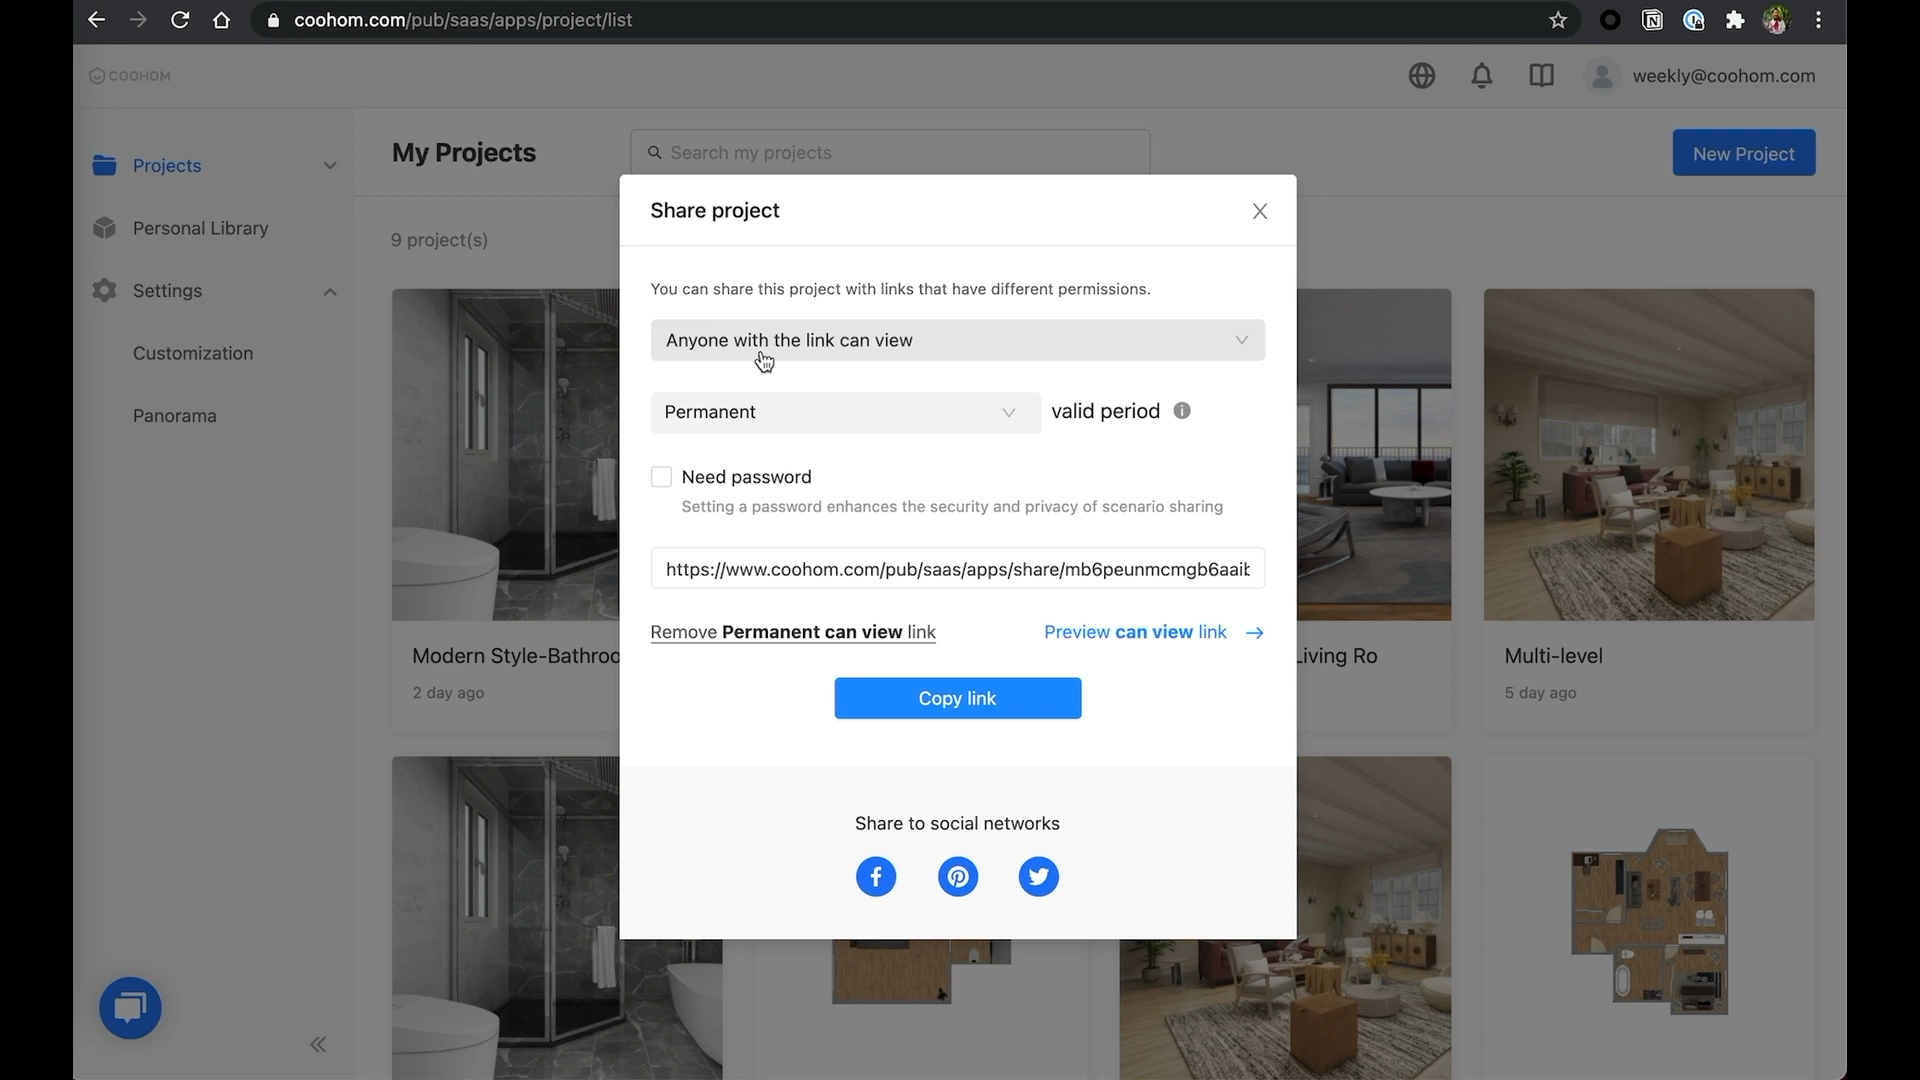 coohom.com/pub/saas/apps/project/list
COOHOM
weekly@coohom.com
Projects
Personal Library
Settings
Customization
Panorama
My Projects
Search my projects
New Project
9 project(s)
Share project
You can share this project with links that have different permissions.
Anyone with the link can view
Permanent
valid period
Need password
Setting a password enhances the security and privacy of scenario sharing
https://www.coohom.com/pub/saas/apps/share/mb6peunmcmgb6aait
Remove Permanent can view link
Preview can view link
Copy link
Share to social networks
Modern Style-Bathroo
2 day ago
Living Ro
Multi-level
5 day ago